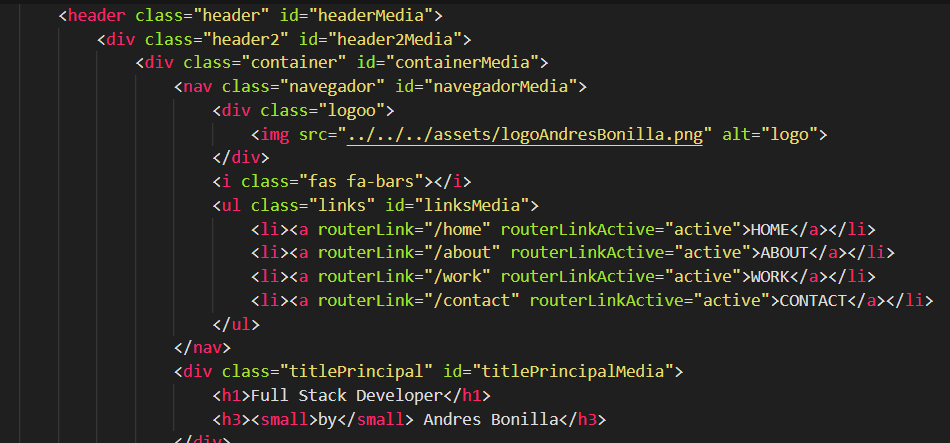 <header class="header" id="headerMedia">
<div class="header2" id="header2Media">
<div class="container" id="containerMedia">
<nav class="navegador" id="navegadorMedia">
<div class="logoo">
<img src="../../../assets/logoAndresBonilla.png" alt="logo">
</div>
<i class="fas fa-bars"></i>
<ul class="links" id="linksMedia">
<li><a routerLink="/home" routerLinkActive="active">HOME</a></li>
<li><a routerLink="/about" routerLinkActive="active">ABOUT</a></li>
<li><a routerLink="/work" routerLinkActive="active">WORK</a></li>
<li><a routerLink="/contact" routerLinkActive="active">CONTACT</a></li>
</ul>
</nav>
<div class="titlePrincipal" id="titlePrincipalMedia">
<h1>Full Stack Developer</h1>
<h3><small>by</small> Andres Bonilla</h3>
</div>